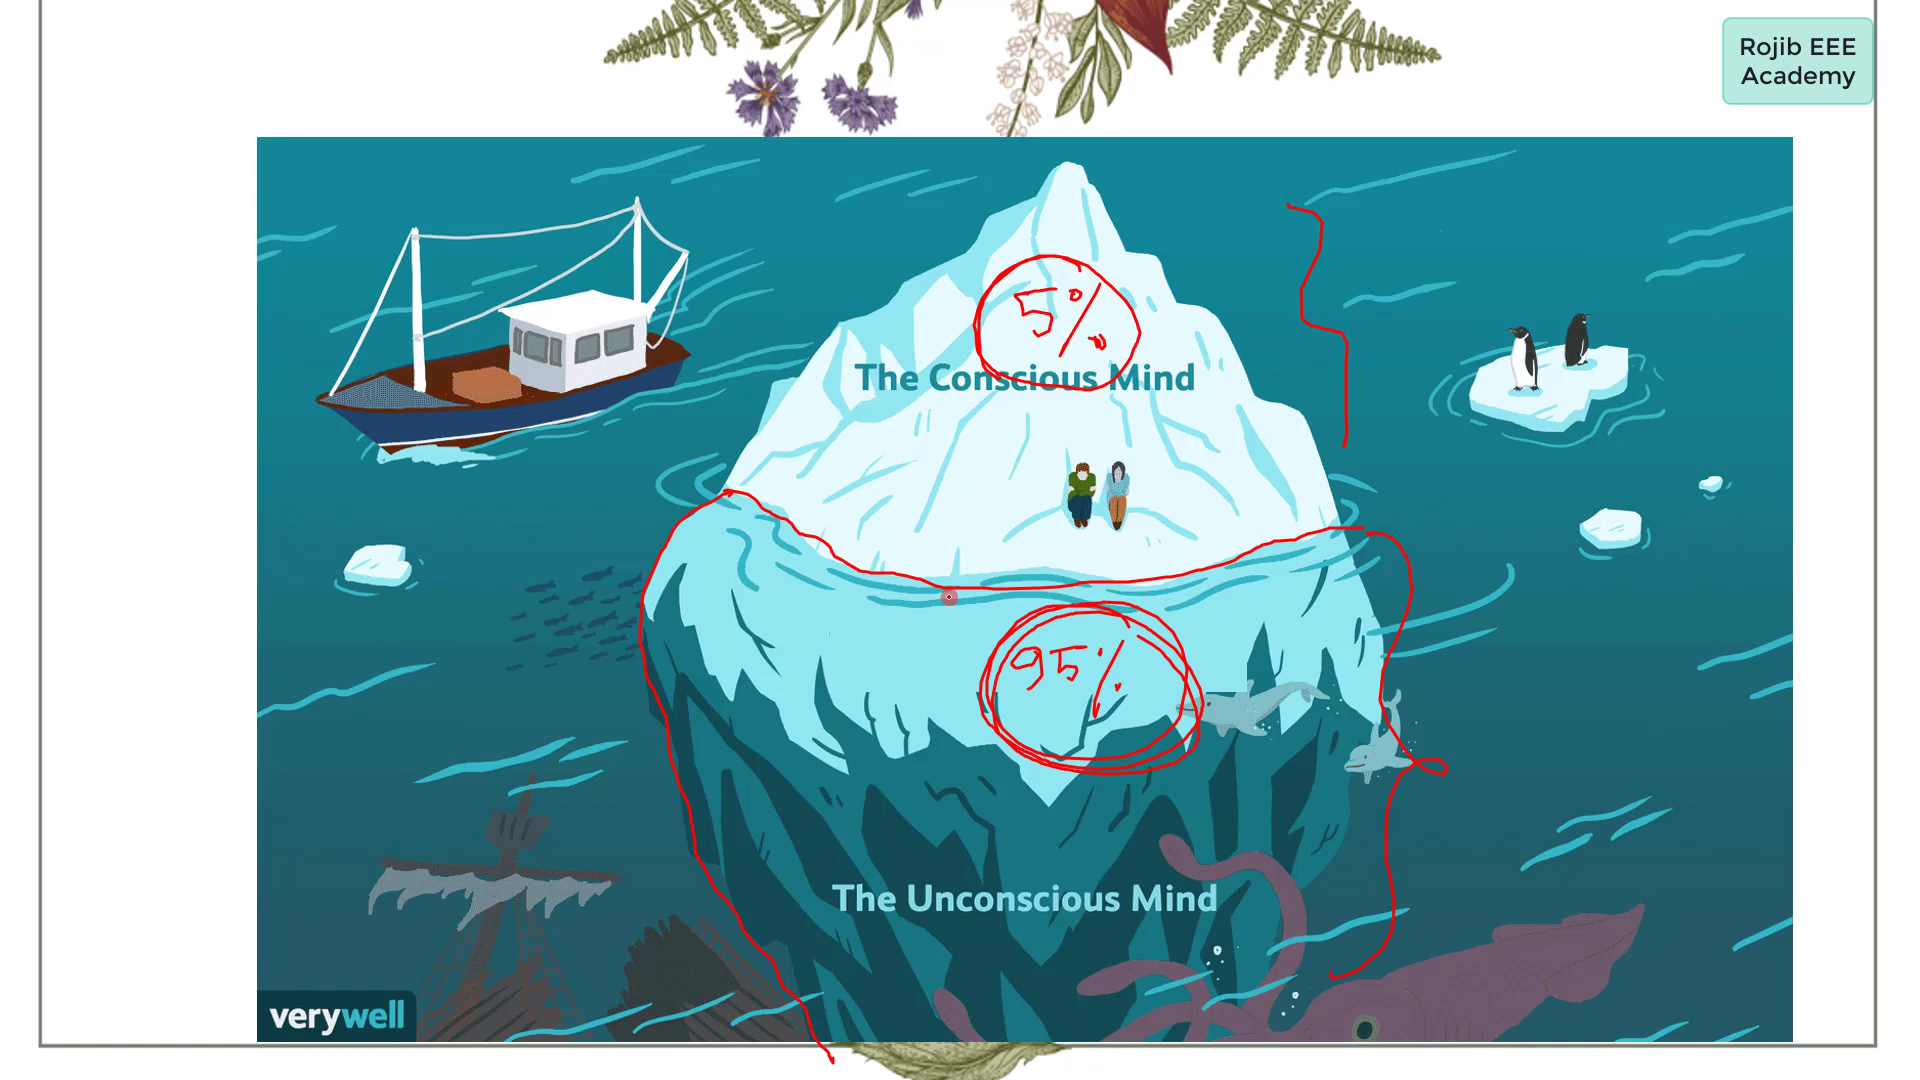 Rojib EEE
Academy
5%
The Conscious Mind
95%
The Unconscious Mind
verywell